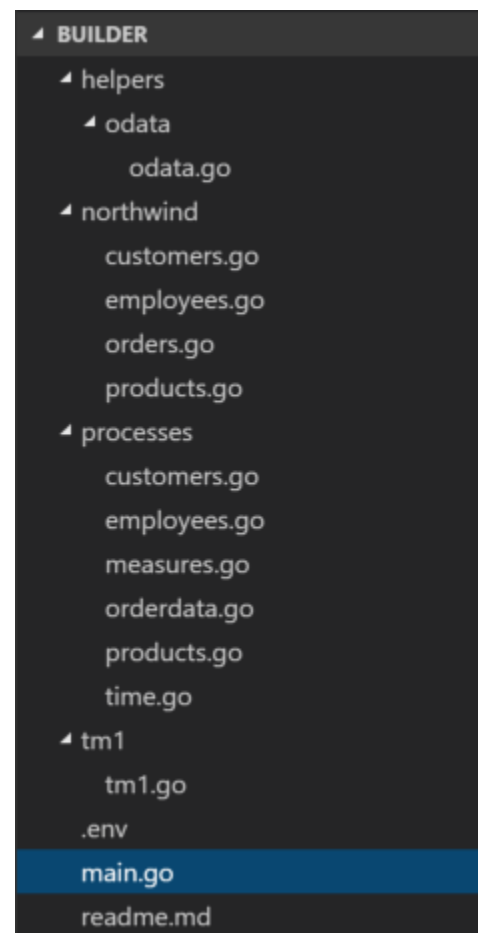 BUILDER
helpers
odata
odata.go
northwind
customers.go
employees.go
orders.go
products.go
processes
customers.go
employees.go
measures.go
orderdata.go
products.go
time.go
tm1
tm1.go
.env
main.go
readme.md